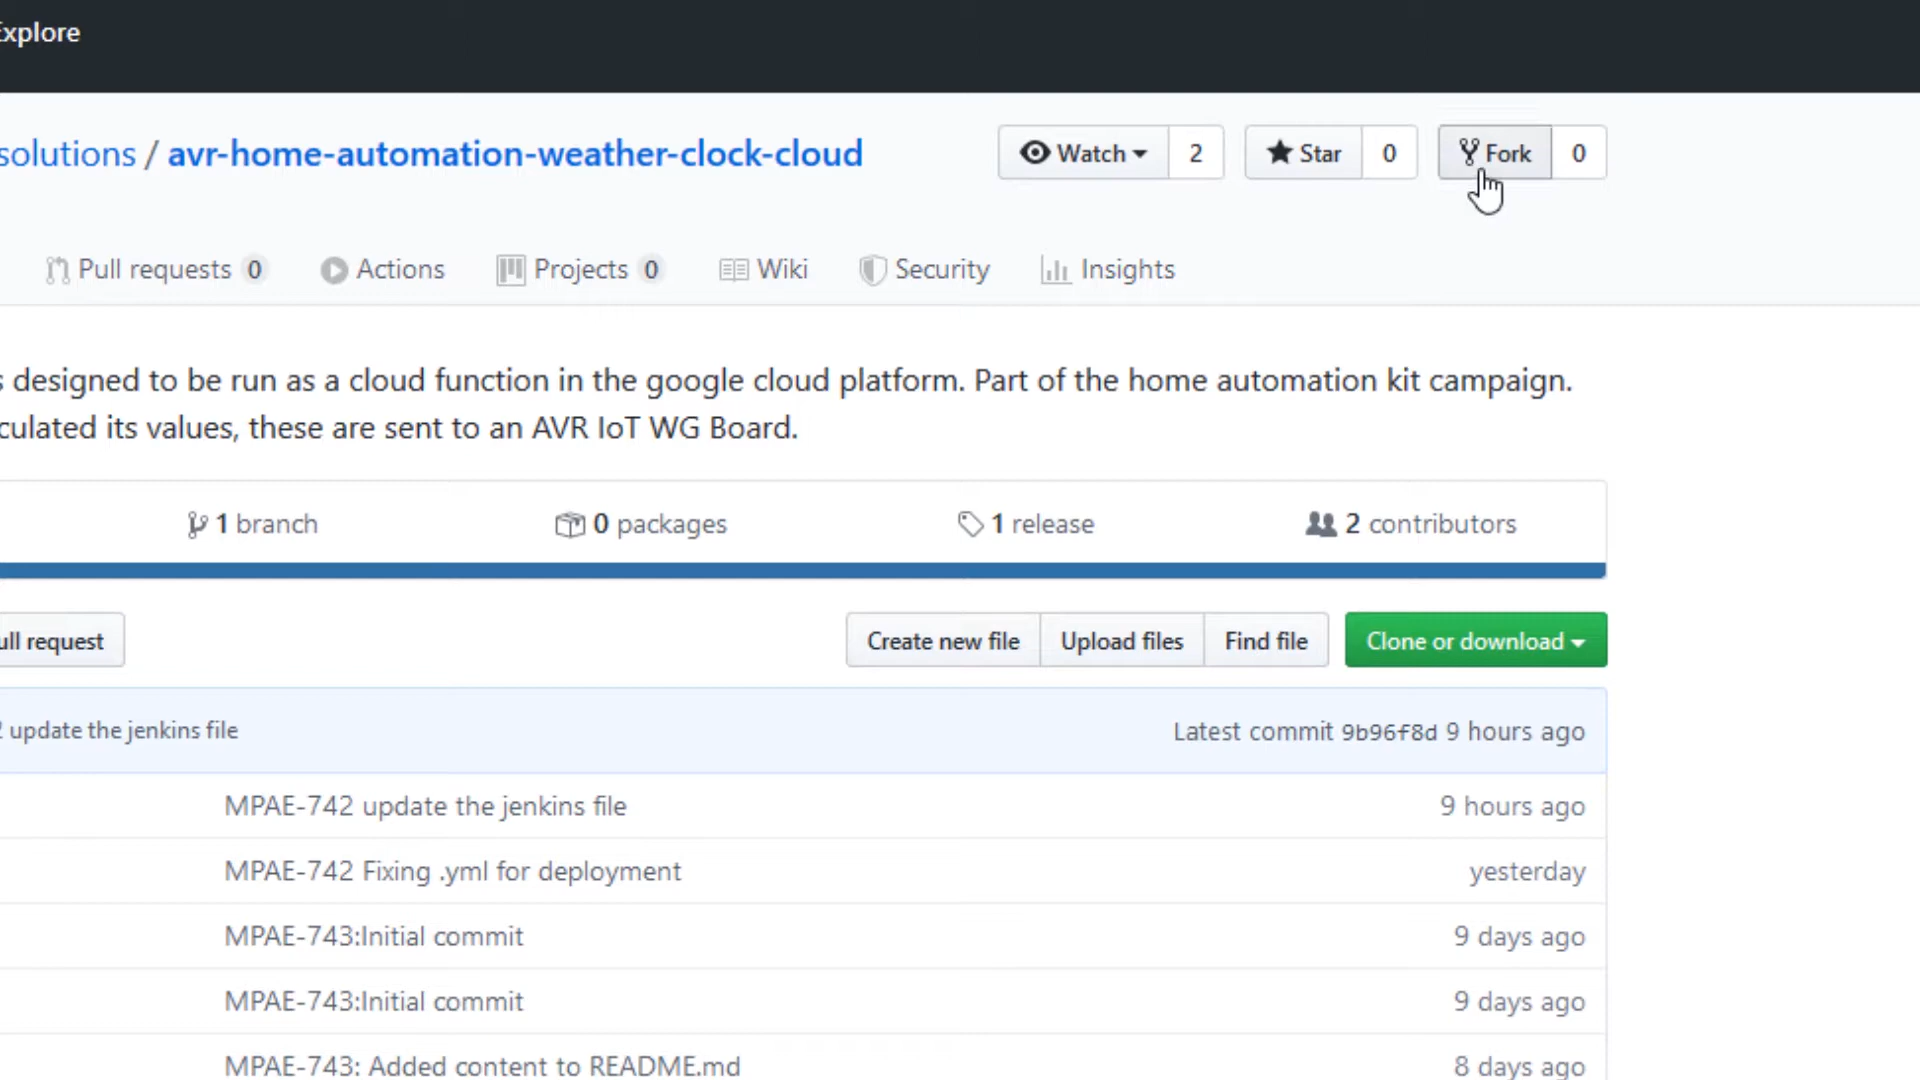 Explore
solutions / avr-home-automation-weather-clock-cloud
Watch 2 Star 0 Fork 0
Pull requests 0 Actions Projects 0 Wiki Security Insights
s designed to be run as a cloud function in the google cloud platform. Part of the home automation kit campaign.
culated its values, these are sent to an AVR IoT WG Board.
1 branch 0 packages 1 release 2 contributors
ull request Create new file Upload files Find file Clone or download
2 update the jenkins file Latest commit 9b96f8d 9 hours ago
MPAE-742 update the jenkins file 9 hours ago
MPAE-742 Fixing .yml for deployment yesterday
MPAE-743:Initial commit 9 days ago
MPAE-743:Initial commit 9 days ago
MPAE-743: Added content to README.md 8 days ago